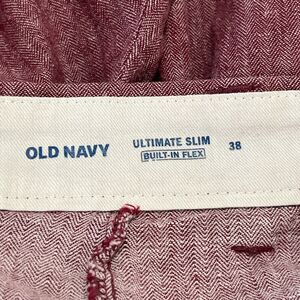 OLD NAVY
ULTIMATE SLIM
BUILT-IN FLEX
38